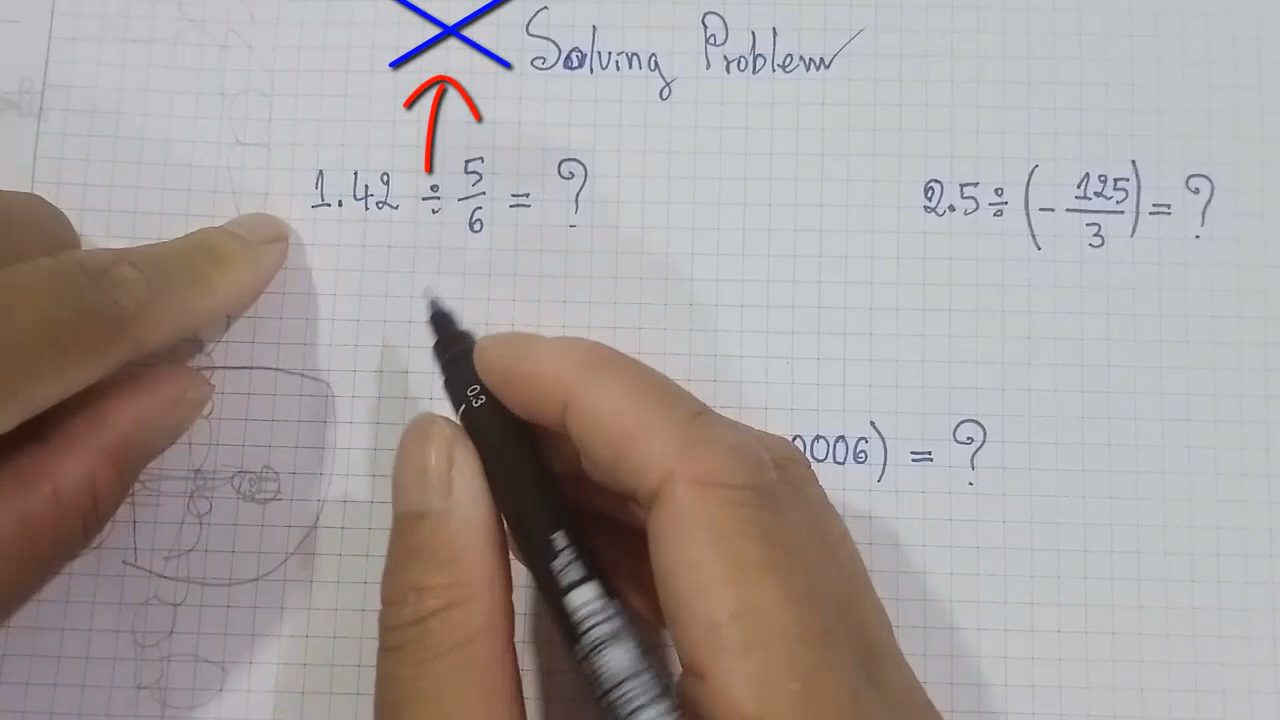 Solving Problem
1.42 ÷ 5/6 = ?
2.5 ÷ (- 125/3) = ?
0006) = ?
0.3